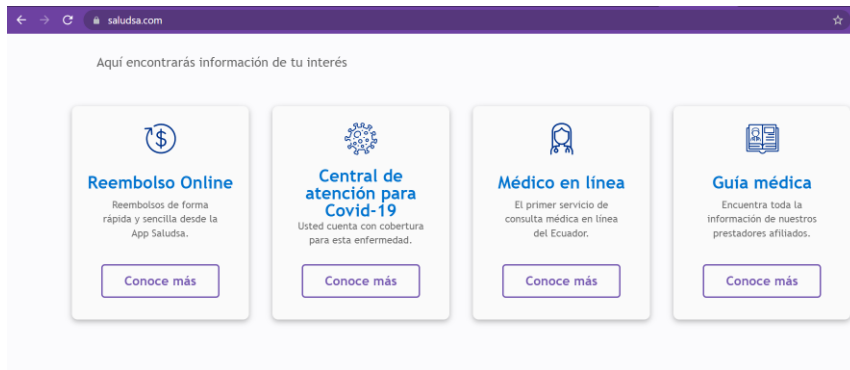 saludsa.com
Aquí encontrarás información de tu interés
Reembolso Online
Reembolsos de forma
rápida y sencilla desde la
App Saludsa.
Conoce más
Central de
atención para
Covid-19
Usted cuenta con cobertura
para esta enfermedad.
Conoce más
Médico en línea
El primer servicio de
consulta médica en línea
del Ecuador.
Conoce más
Guía médica
Encuentra toda la
información de nuestros
prestadores afiliados.
Conoce más